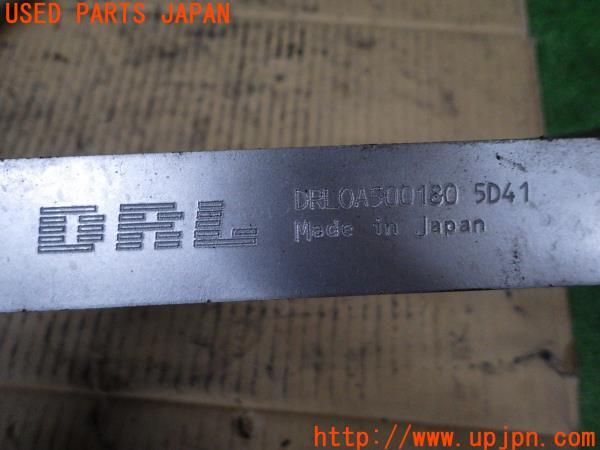 USED PARTS JAPAN
DRL
DRL0A500180 5D41
Made in Japan
http://www.upjpn.com/